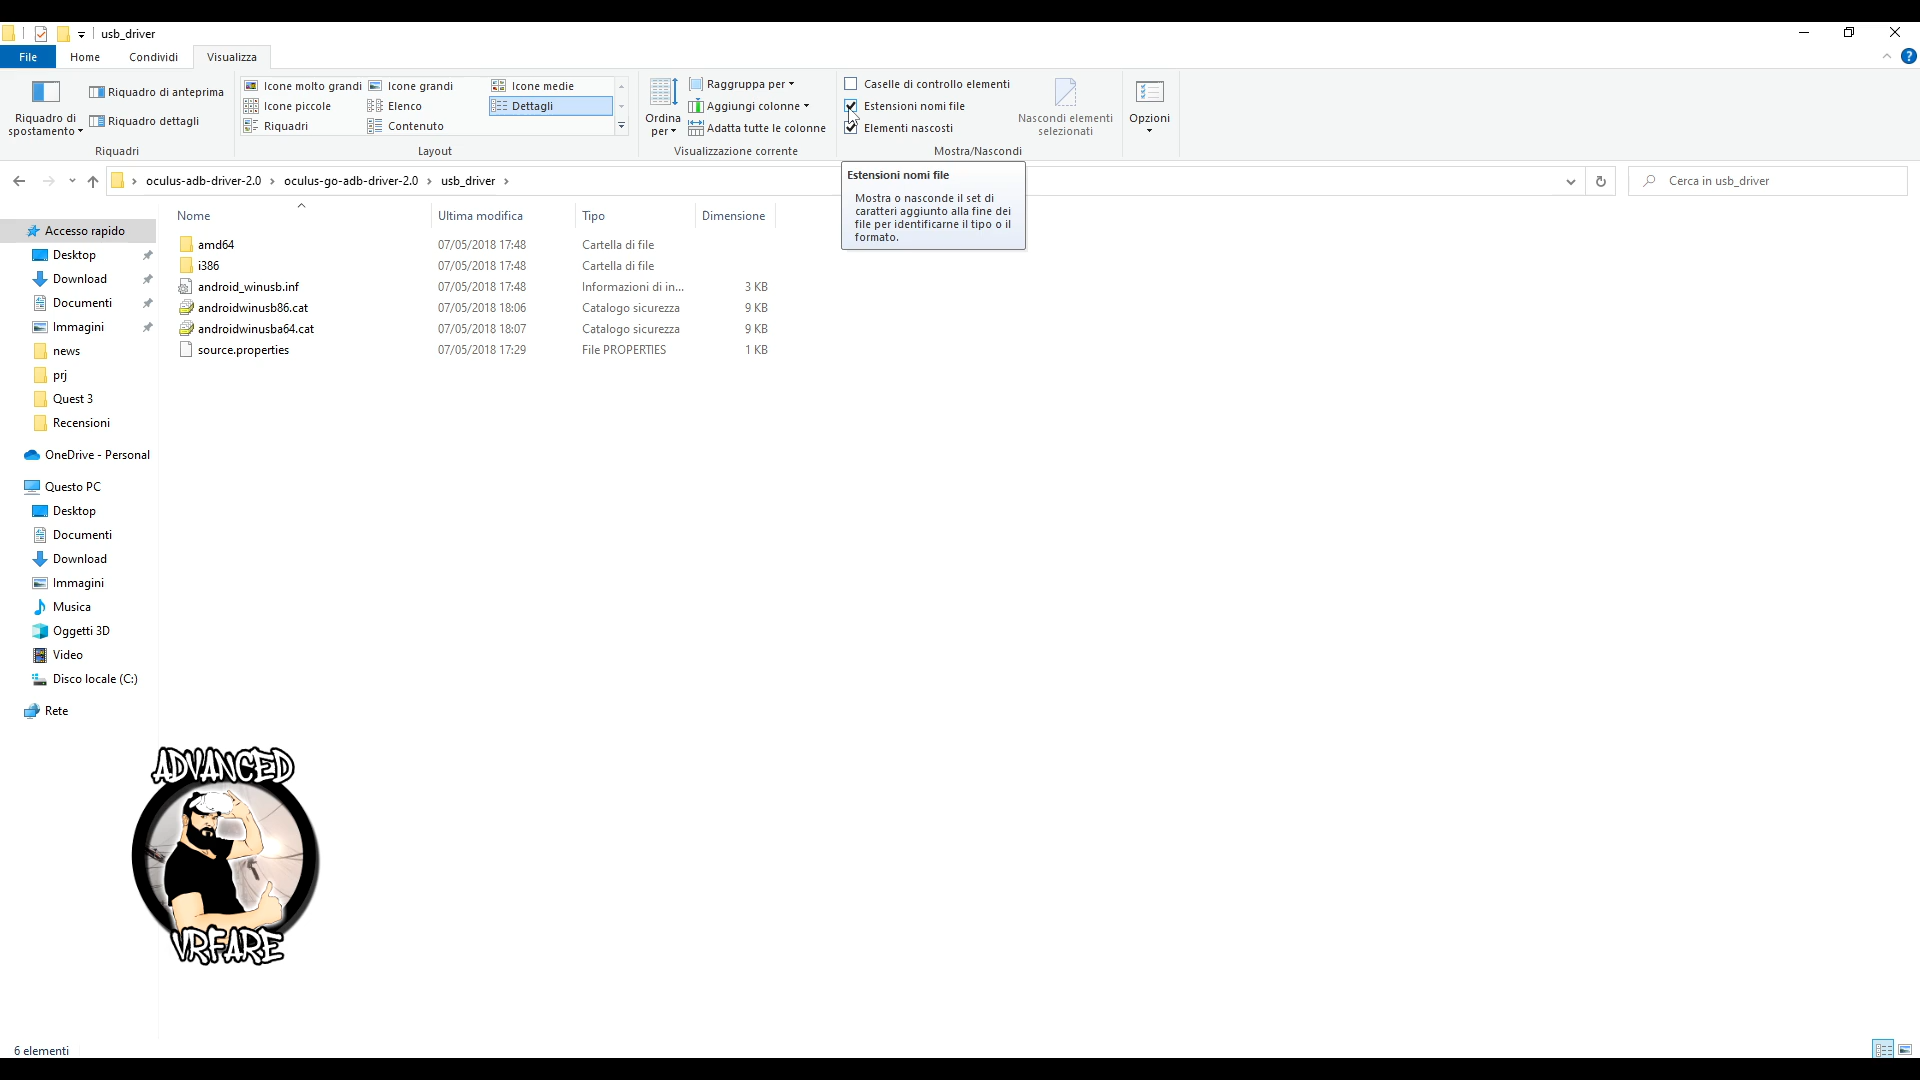 usb_driver
File Home Condividi Visualizza
Riquadro di spostamento
Riquadro di anteprima
Riquadro dettagli
Riquadri
Icone molto grandi Icone grandi Icone medie
Icone piccole Elenco Dettagli
Riquadri Contenuto
Layout
Ordina per
Raggruppa per
Aggiungi colonne
Adatta tutte le colonne
Visualizzazione corrente
Caselle di controllo elementi
Estensioni nomi file
Elementi nascosti
Nascondi elementi selezionati
Mostra/Nascondi
Opzioni
oculus-adb-driver-2.0 › oculus-go-adb-driver-2.0 › usb_driver ›
Cerca in usb_driver
Estensioni nomi file
Mostra o nasconde il set di
caratteri aggiunto alla fine dei
file per identificarne il tipo o il
formato.
Nome Ultima modifica Tipo Dimensione
amd64 07/05/2018 17:48 Cartella di file
i386 07/05/2018 17:48 Cartella di file
android_winusb.inf 07/05/2018 17:48 Informazioni di in... 3 KB
androidwinusb86.cat 07/05/2018 18:06 Catalogo sicurezza 9 KB
androidwinusba64.cat 07/05/2018 18:07 Catalogo sicurezza 9 KB
source.properties 07/05/2018 17:29 File PROPERTIES 1 KB
Accesso rapido
Desktop
Download
Documenti
Immagini
news
prj
Quest 3
Recensioni
OneDrive - Personal
Questo PC
Desktop
Documenti
Download
Immagini
Musica
Oggetti 3D
Video
Disco locale (C:)
Rete
ADVANCED
VRFARE
6 elementi